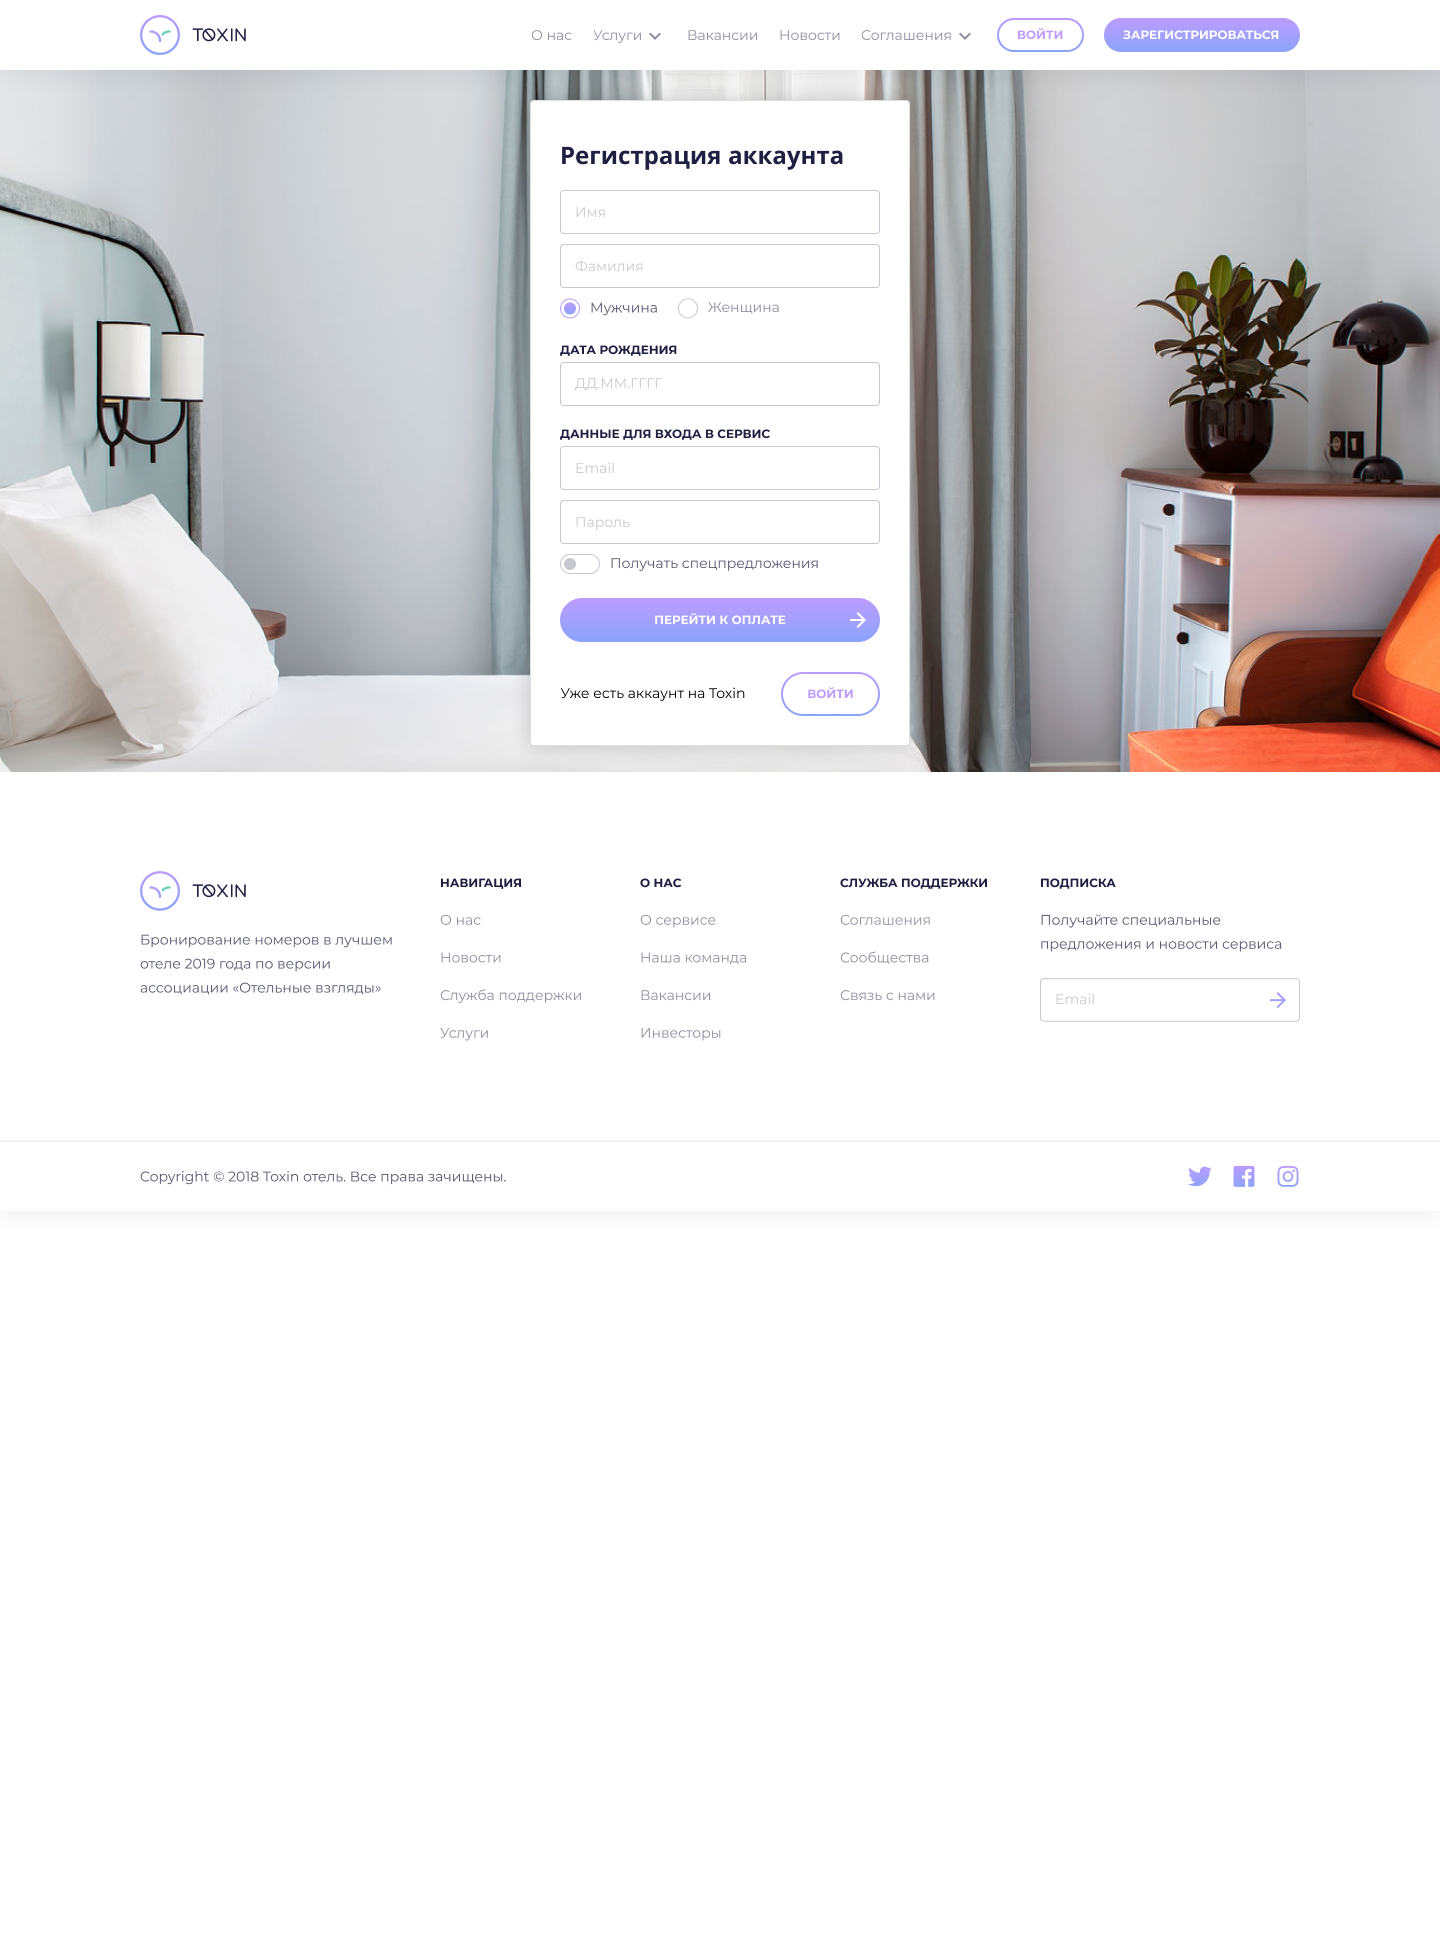 TOXIN
О нас Услуги Вакансии Новости Соглашения ВОЙТИ ЗАРЕГИСТРИРОВАТЬСЯ
Регистрация аккаунта
Имя
Фамилия
Мужчина Женщина
ДАТА РОЖДЕНИЯ
ДД.ММ.ГГГГ
ДАННЫЕ ДЛЯ ВХОДА В СЕРВИС
Email
Пароль
Получать спецпредложения
ПЕРЕЙТИ К ОПЛАТЕ
Уже есть аккаунт на Toxin ВОЙТИ
TOXIN
Бронирование номеров в лучшем
отеле 2019 года по версии
ассоциации «Отельные взгляды»
НАВИГАЦИЯ
О нас
Новости
Служба поддержки
Услуги
О НАС
О сервисе
Наша команда
Вакансии
Инвесторы
СЛУЖБА ПОДДЕРЖКИ
Соглашения
Сообщества
Связь с нами
ПОДПИСКА
Получайте специальные
предложения и новости сервиса
Email
Copyright © 2018 Toxin отель. Все права зачищены.